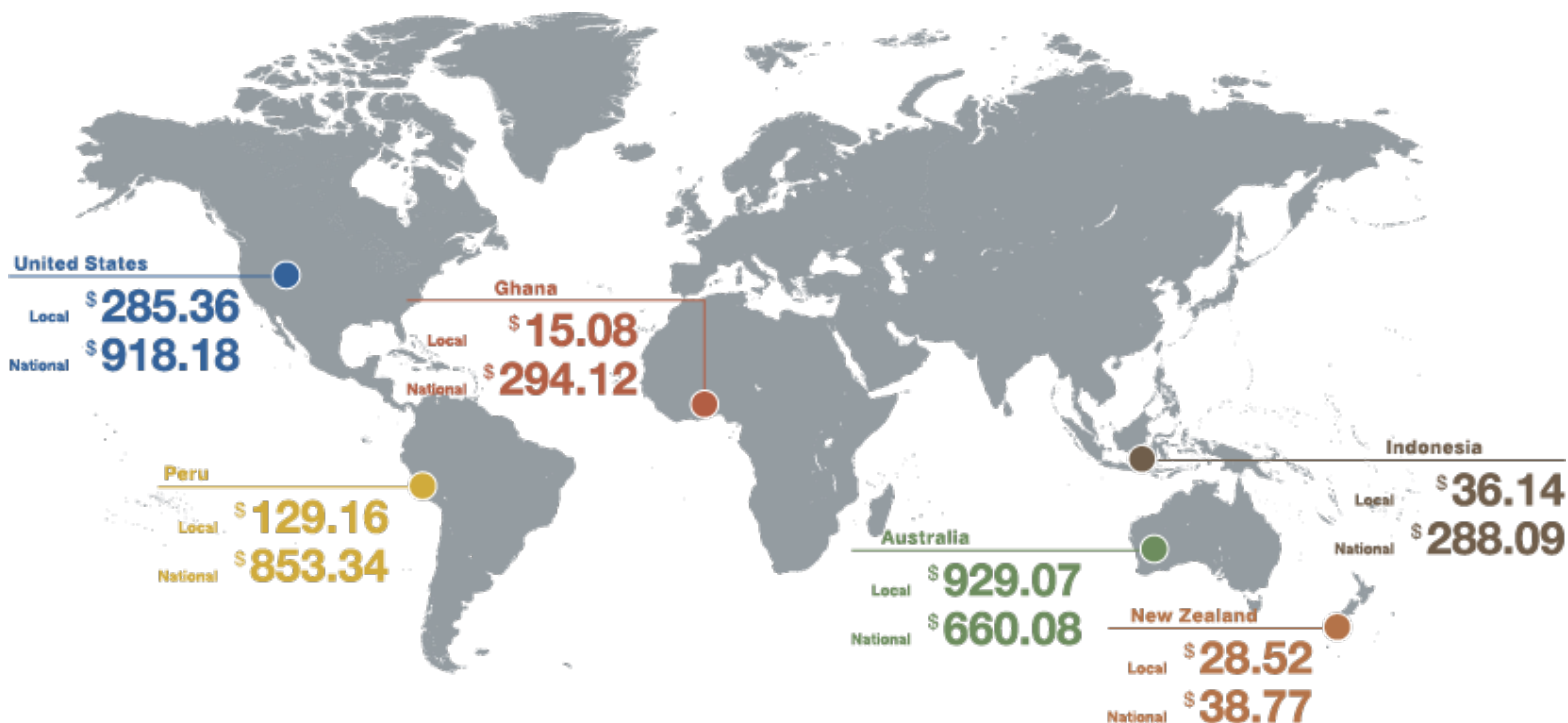 United States
Local $285.36
National $918.18
Ghana
Local $15.08
National $294.12
Peru
Local $129.16
National $853.34
Indonesia
Local $36.14
National $288.09
Australia
Local $929.07
National $660.08
New Zealand
Local $28.52
National $38.77